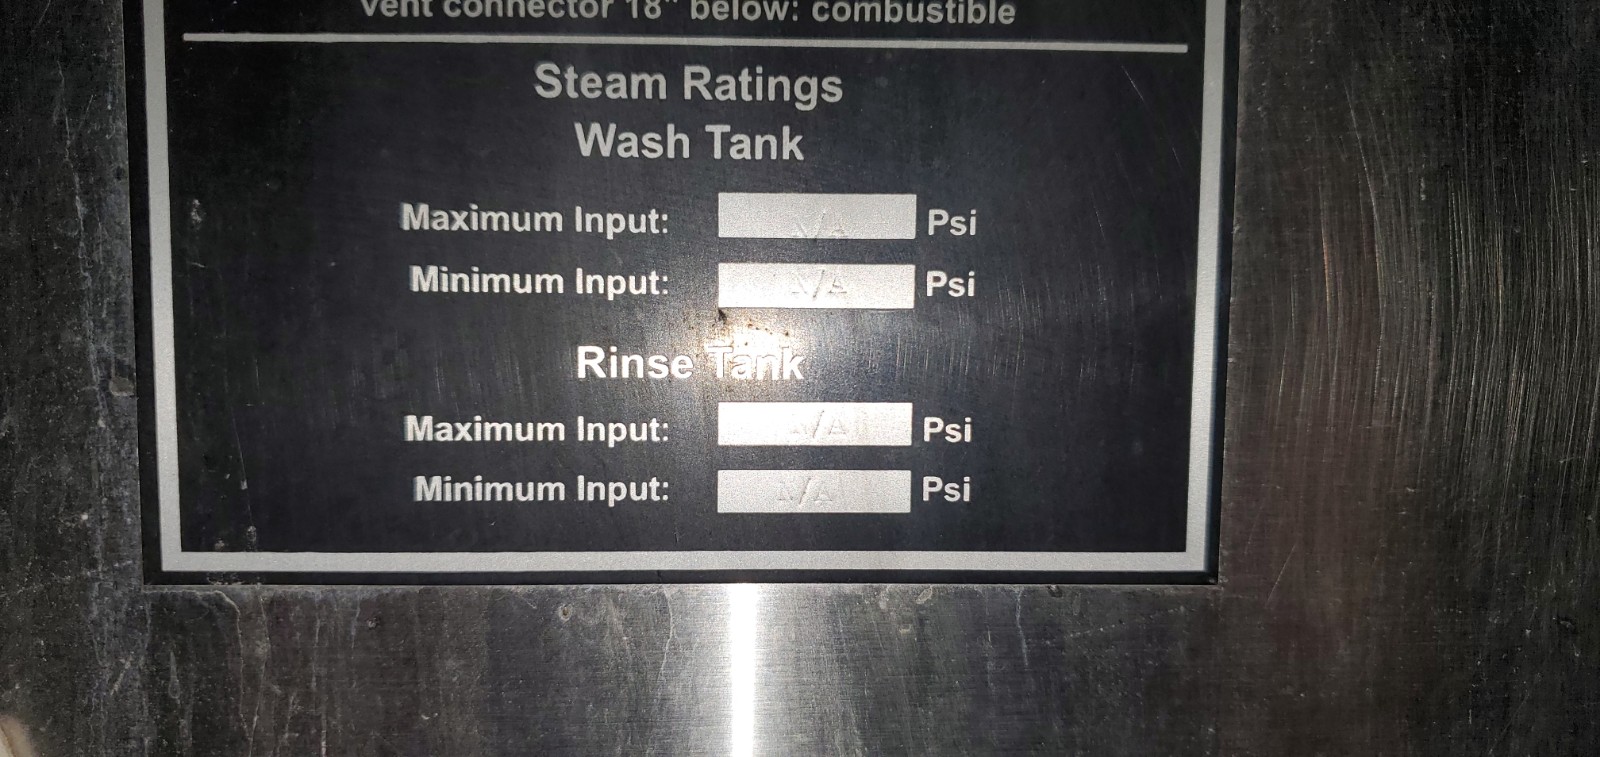 vent connector 18" below: combustible
Steam Ratings
Wash Tank
Maximum Input: N/A Psi
Minimum Input: N/A Psi
Rinse Tank
Maximum Input: N/A Psi
Minimum Input: N/A Psi